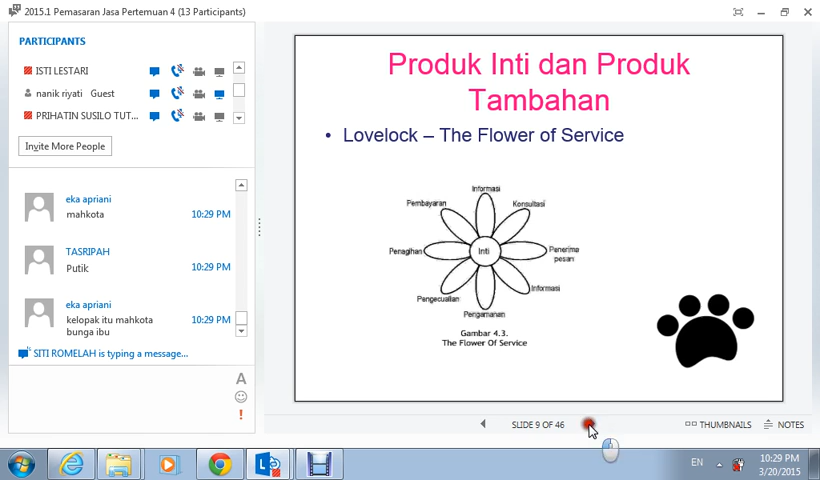 2015.1 Pemasaran Jasa Pertemuan 4 (13 Participants)
PARTICIPANTS
ISTI LESTARI
nanik riyati Guest
PRIHATIN SUSILO TUT...
Invite More People
eka apriani
mahkota 10:29 PM
TASRIPAH
Putik 10:29 PM
eka apriani
kelopak itu mahkota 10:29 PM
bunga ibu
SITI ROMELAH is typing a message...
A
!
Produk Inti dan Produk
Tambahan
• Lovelock – The Flower of Service
Informasi
Pembayaran
Konsultasi
Penagihan
Inti
Penerima
pesan
Pengecualian
Informasi
Pengamanan
Gambar 4.3.
The Flower Of Service
SLIDE 9 OF 46
THUMBNAILS
NOTES
EN
10:29 PM
3/20/2015